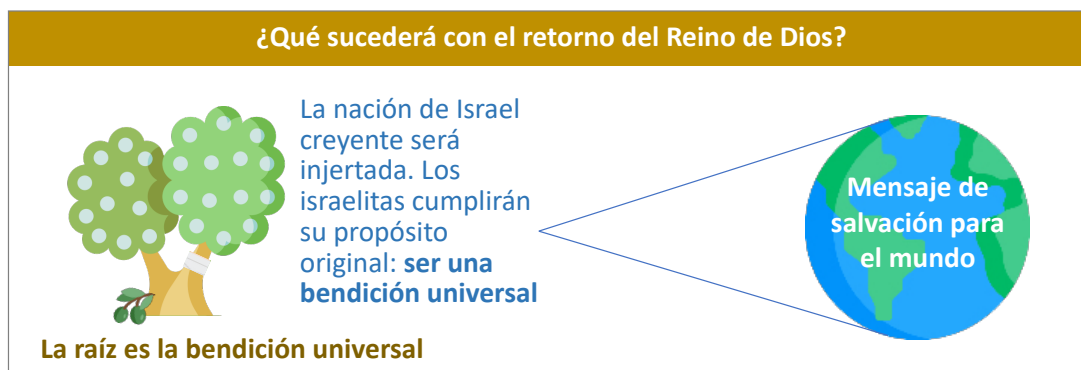 ¿Qué sucederá con el retorno del Reino de Dios?
La nación de Israel
creyente será
injertada. Los
israelitas cumplirán
su propósito
original: ser una
bendición universal
Mensaje de
salvación para
el mundo
La raíz es la bendición universal